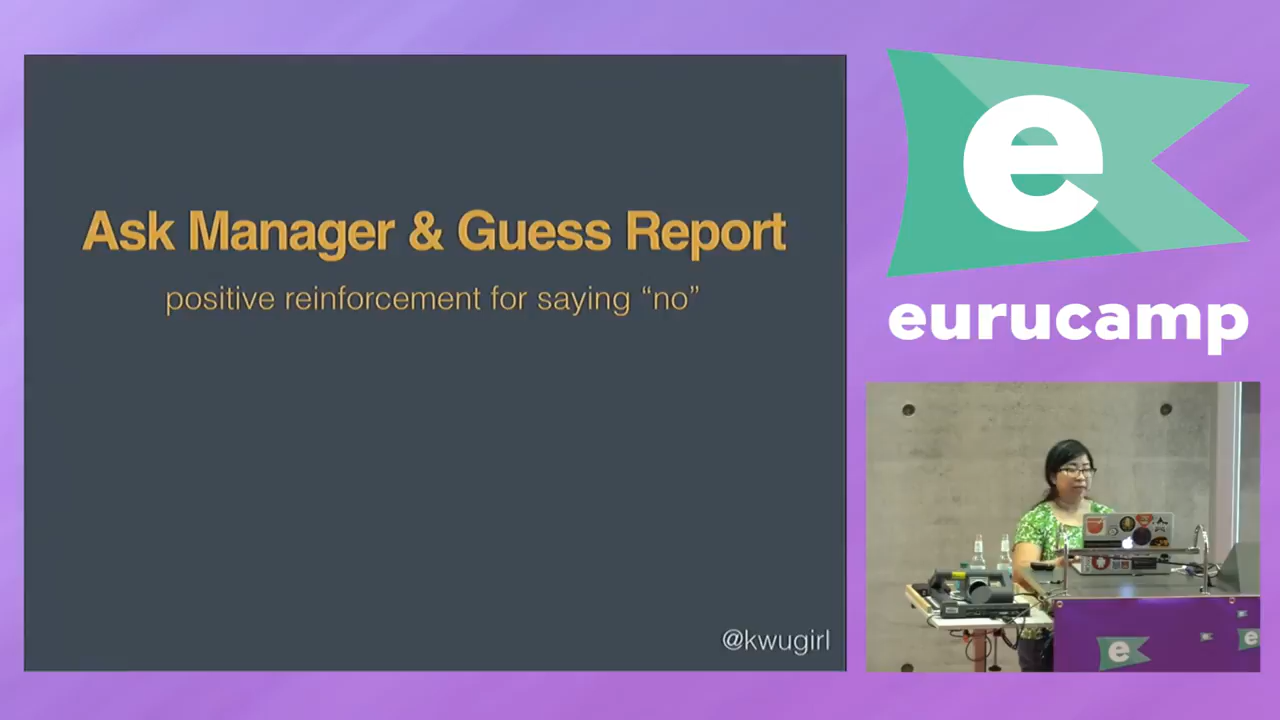 Ask Manager & Guess Report
positive reinforcement for saying “no”
@kwugirl
e
eurucamp
e
e